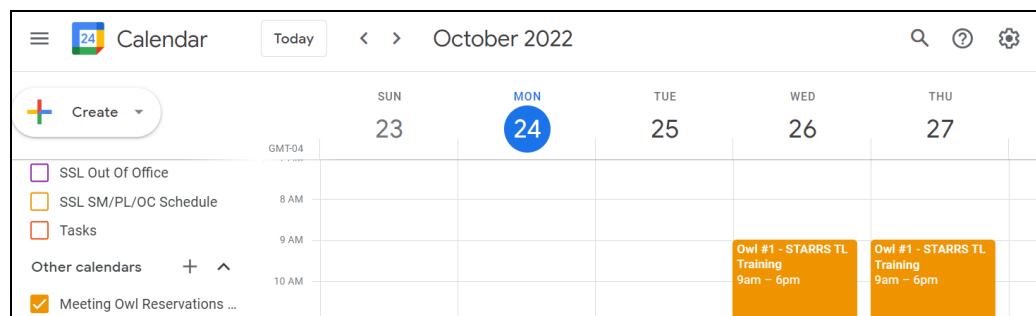 24 Calendar Today October 2022
Create
SUN MON TUE WED THU
23 24 25 26 27
GMT-04
SSL Out Of Office
SSL SM/PL/OC Schedule
Tasks
Other calendars
Meeting Owl Reservations ...
8 AM
9 AM
10 AM
Owl #1 - STARRS TL
Training
9am – 6pm
Owl #1 - STARRS TL
Training
9am – 6pm